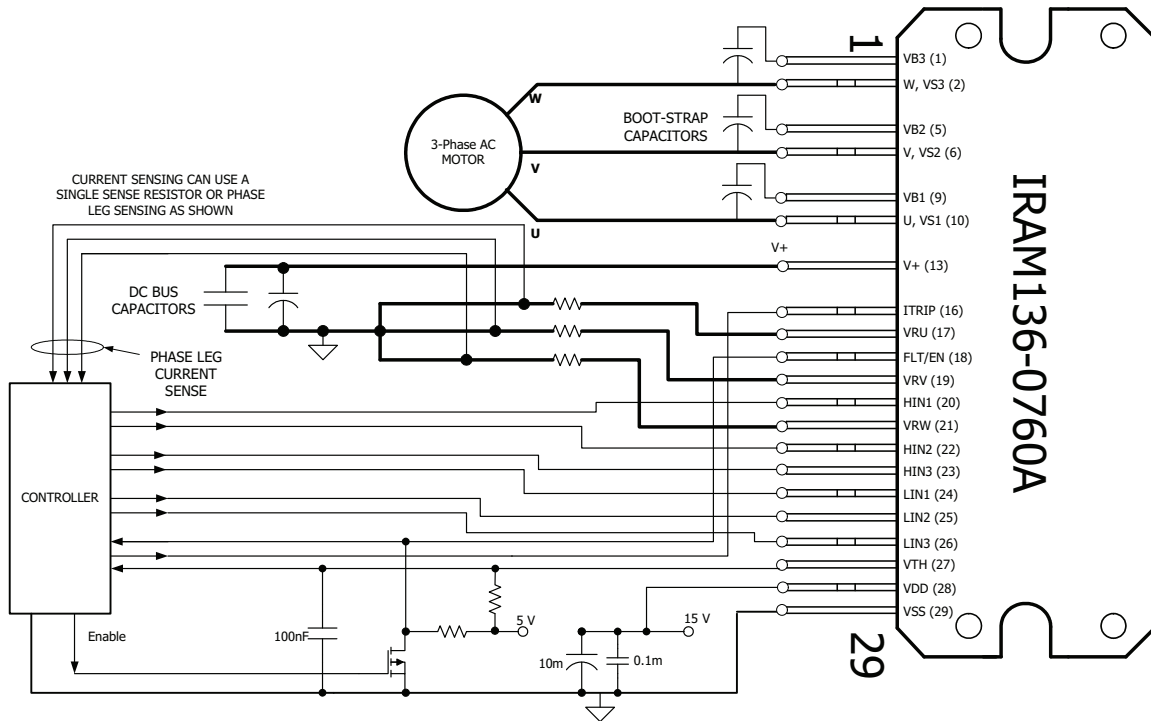 1
VB3 (1)
W, VS3 (2)
VB2 (5)
V, VS2 (6)
VB1 (9)
U, VS1 (10)
V+ (13)
ITRIP (16)
VRU (17)
FLT/EN (18)
VRV (19)
HIN1 (20)
VRW (21)
HIN2 (22)
HIN3 (23)
LIN1 (24)
LIN2 (25)
LIN3 (26)
VTH (27)
VDD (28)
VSS (29)
29
IRAM136-0760A
W
BOOT-STRAP
CAPACITORS
3-Phase AC
MOTOR
V
U
V+
CURRENT SENSING CAN USE A
SINGLE SENSE RESISTOR OR PHASE
LEG SENSING AS SHOWN
DC BUS
CAPACITORS
PHASE LEG
CURRENT
SENSE
CONTROLLER
Enable
100nF
5 V
15 V
10m
0.1m